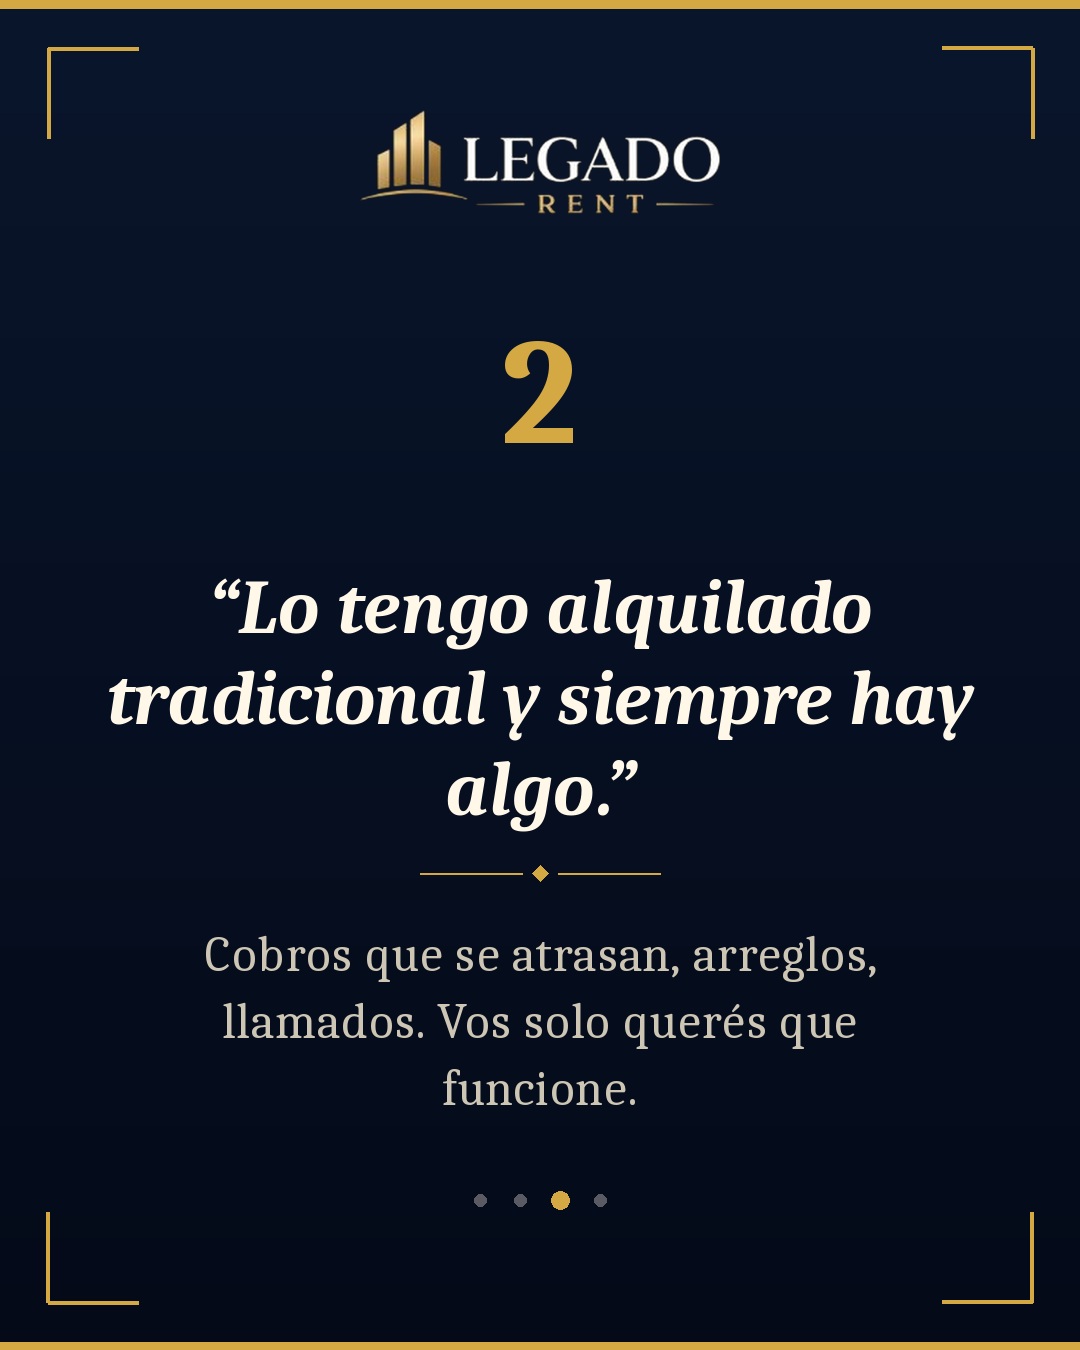 LEGADO
RENT
2
“Lo tengo alquilado
tradicional y siempre hay
algo.”
Cobros que se atrasan, arreglos,
llamados. Vos solo querés que
funcione.